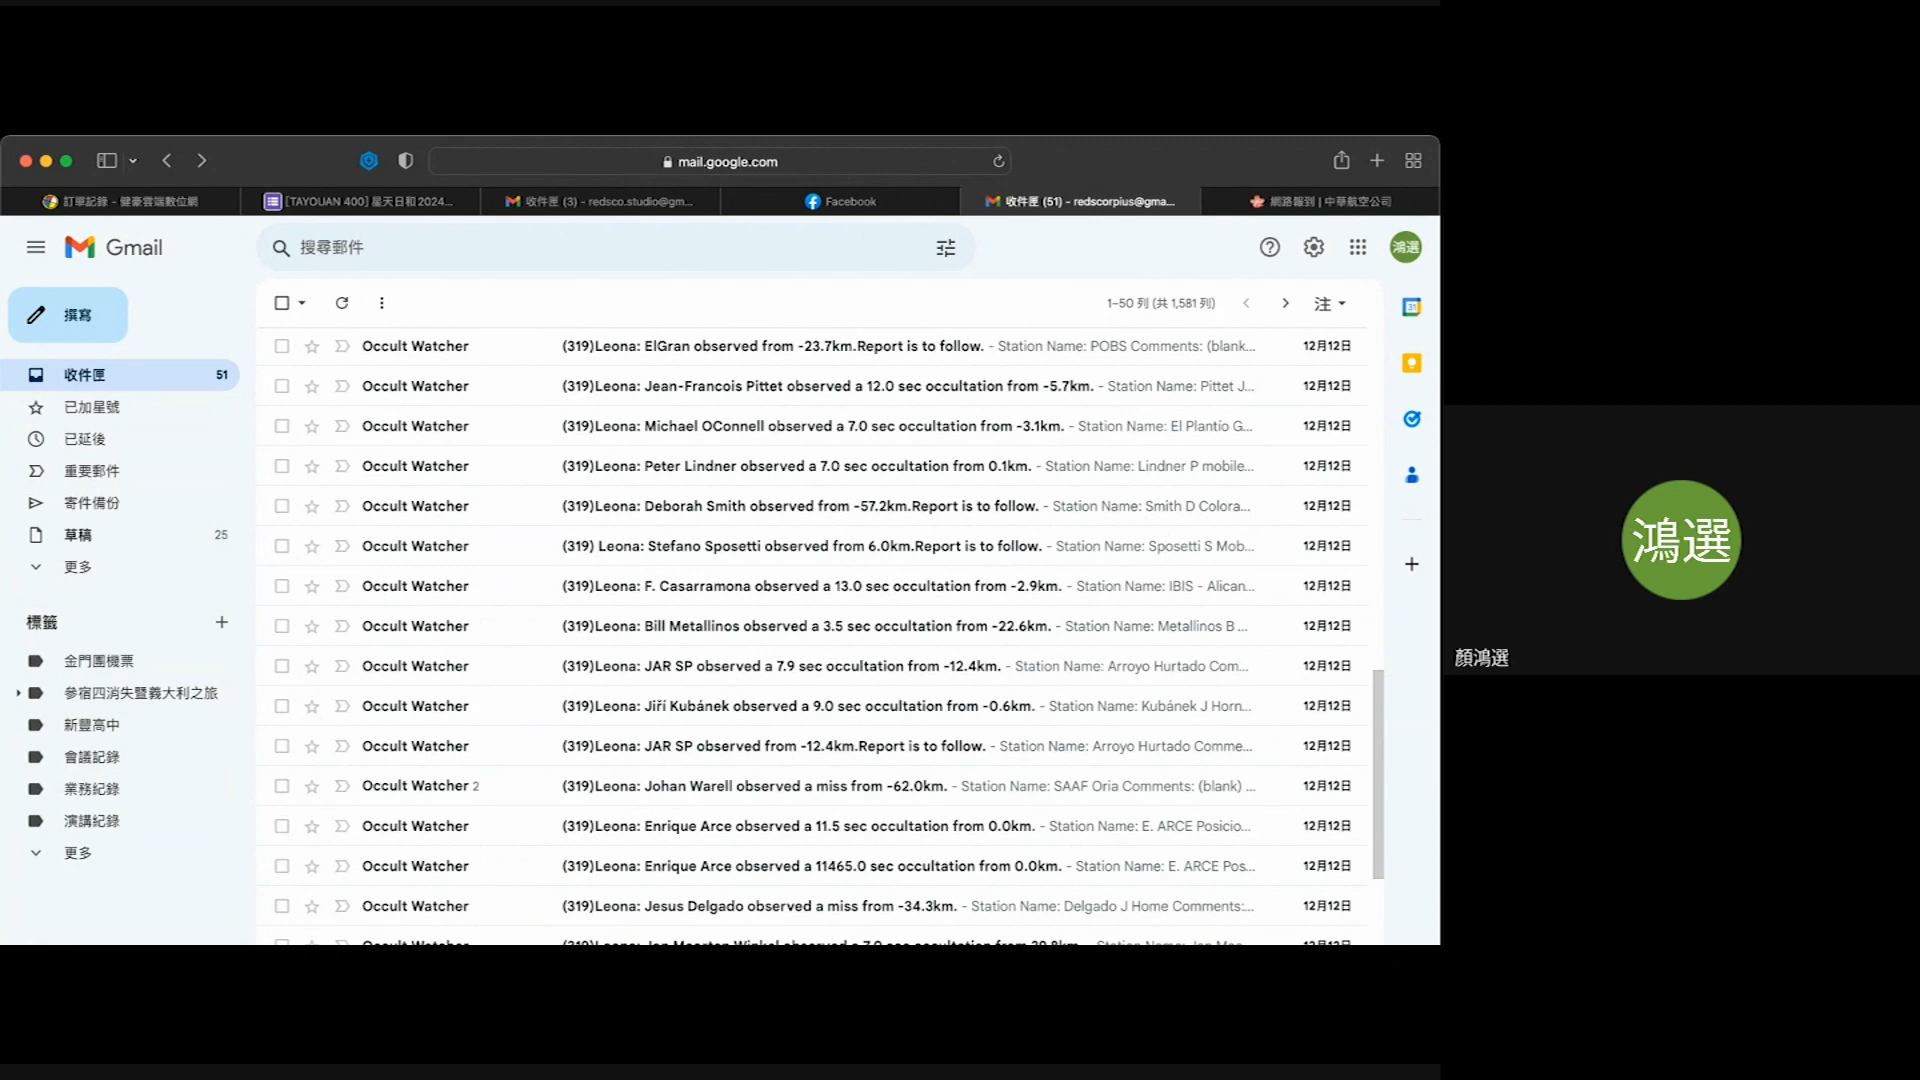 mail.google.com
訂單記錄 - 健豪雲端數位網
[TAYOUAN 400] 星天日和2024...
收件匣 (3) - redsco.studio@gm...
Facebook
收件匣 (51) - redscorpius@gma...
網路報到 | 中華航空公司
Gmail
搜尋郵件
鴻選
撰寫
1-50 列 (共 1,581 列)
注
收件匣 51
已加星號
已延後
重要郵件
寄件備份
草稿 25
更多
標籤
金門團機票
參宿四消失暨義大利之旅
新豐高中
會議記錄
業務紀錄
演講紀錄
更多
Occult Watcher (319)Leona: ElGran observed from -23.7km.Report is to follow. - Station Name: POBS Comments: (blank... 12月12日
Occult Watcher (319)Leona: Jean-Francois Pittet observed a 12.0 sec occultation from -5.7km. - Station Name: Pittet J... 12月12日
Occult Watcher (319)Leona: Michael OConnell observed a 7.0 sec occultation from -3.1km. - Station Name: El Plantío G... 12月12日
Occult Watcher (319)Leona: Peter Lindner observed a 7.0 sec occultation from 0.1km. - Station Name: Lindner P mobile... 12月12日
Occult Watcher (319)Leona: Deborah Smith observed from -57.2km.Report is to follow. - Station Name: Smith D Colora... 12月12日
Occult Watcher (319) Leona: Stefano Sposetti observed from 6.0km.Report is to follow. - Station Name: Sposetti S Mob... 12月12日
Occult Watcher (319)Leona: F. Casarramona observed a 13.0 sec occultation from -2.9km. - Station Name: IBIS - Alican... 12月12日
Occult Watcher (319)Leona: Bill Metallinos observed a 3.5 sec occultation from -22.6km. - Station Name: Metallinos B ... 12月12日
Occult Watcher (319)Leona: JAR SP observed a 7.9 sec occultation from -12.4km. - Station Name: Arroyo Hurtado Com... 12月12日
Occult Watcher (319)Leona: Jiří Kubánek observed a 9.0 sec occultation from -0.6km. - Station Name: Kubánek J Horn... 12月12日
Occult Watcher (319)Leona: JAR SP observed from -12.4km.Report is to follow. - Station Name: Arroyo Hurtado Comme... 12月12日
Occult Watcher 2 (319)Leona: Johan Warell observed a miss from -62.0km. - Station Name: SAAF Oria Comments: (blank) ... 12月12日
Occult Watcher (319)Leona: Enrique Arce observed a 11.5 sec occultation from 0.0km. - Station Name: E. ARCE Posicio... 12月12日
Occult Watcher (319)Leona: Enrique Arce observed a 11465.0 sec occultation from 0.0km. - Station Name: E. ARCE Pos... 12月12日
Occult Watcher (319)Leona: Jesus Delgado observed a miss from -34.3km. - Station Name: Delgado J Home Comments:... 12月12日
鴻選
顏鴻選